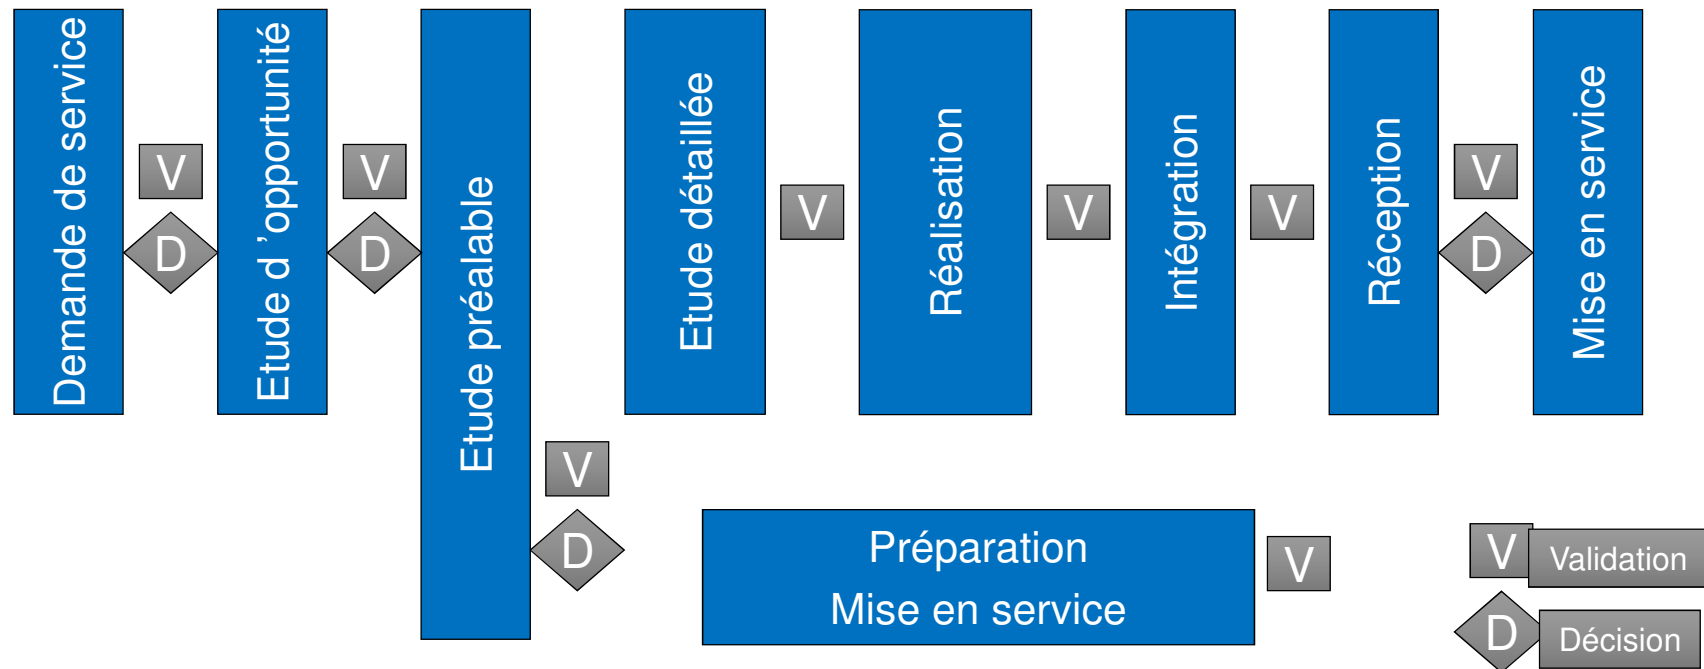 Demande de service
V
D
Etude d 'opportunité
V
D
Etude préalable
V
D
Etude détaillée
V
Réalisation
V
Intégration
V
Réception
V
D
Mise en service
Préparation
Mise en service
V
V Validation
D Décision